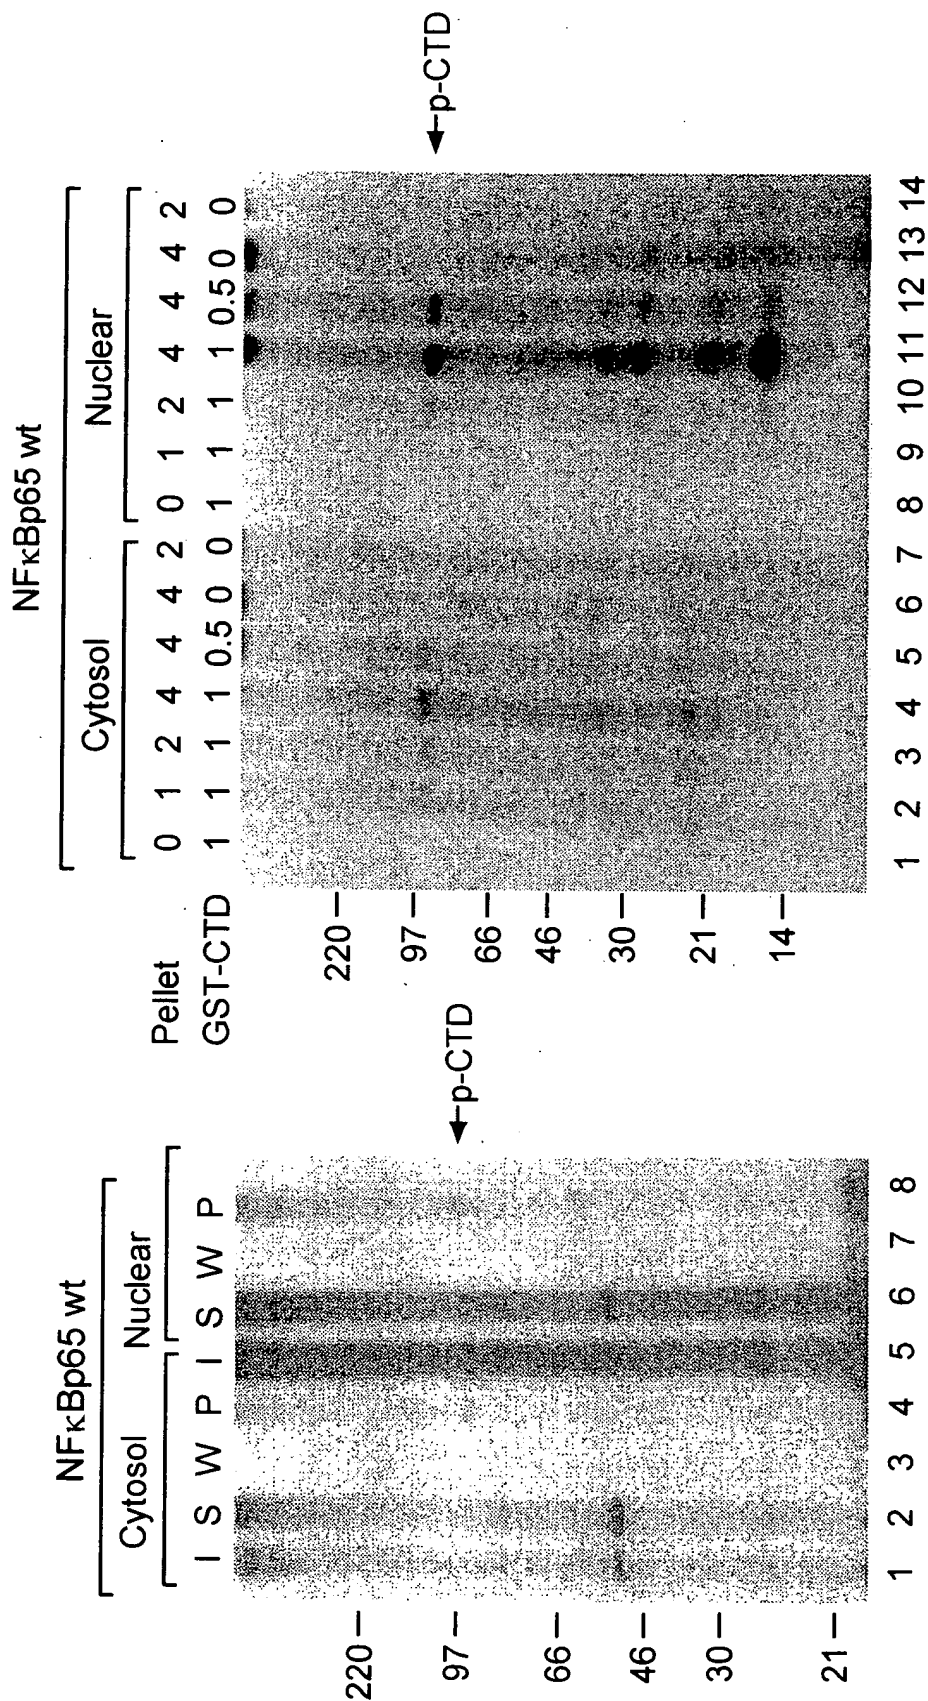 NFκBp65 wt
Cytosol Nuclear
I S W P I S W P
220
97
66
46
30
21
p-CTD
1 2 3 4 5 6 7 8
NFκBp65 wt
Cytosol Nuclear
Pellet 0 1 2 4 4 4 2 0 1 2 4 4 4 2
GST-CTD 1 1 1 1 0.5 0 0 1 1 1 1 0.5 0 0
220
97
66
46
30
21
14
p-CTD
1 2 3 4 5 6 7 8 9 10 11 12 13 14